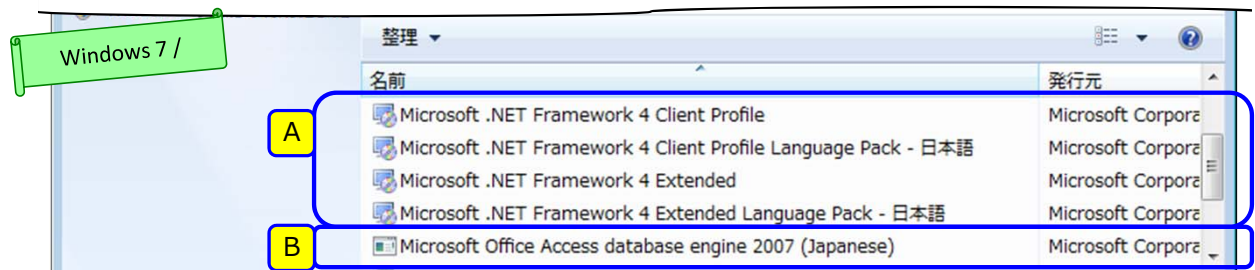 Windows 7 /
整理
名前 発行元
A
Microsoft .NET Framework 4 Client Profile Microsoft Corpora
Microsoft .NET Framework 4 Client Profile Language Pack - 日本語 Microsoft Corpora
Microsoft .NET Framework 4 Extended Microsoft Corpora
Microsoft .NET Framework 4 Extended Language Pack - 日本語 Microsoft Corpora
B
Microsoft Office Access database engine 2007 (Japanese) Microsoft Corpora